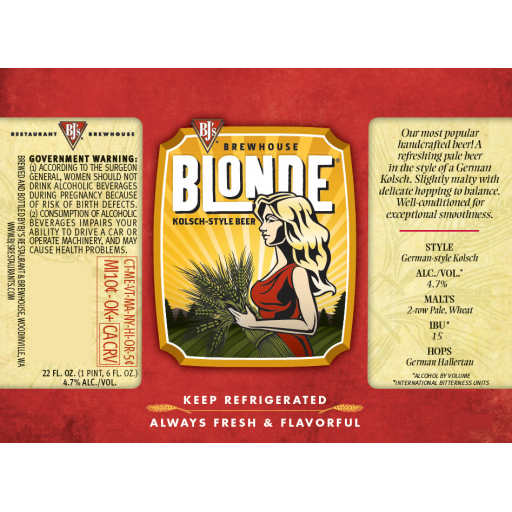 RESTAURANT BJ's BREWHOUSE
GOVERNMENT WARNING:
(1) ACCORDING TO THE SURGEON
GENERAL, WOMEN SHOULD NOT
DRINK ALCOHOLIC BEVERAGES
DURING PREGNANCY BECAUSE
OF RISK OF BIRTH DEFECTS.
(2) CONSUMPTION OF ALCOHOLIC
BEVERAGES IMPAIRS YOUR
ABILITY TO DRIVE A CAR OR
OPERATE MACHINERY, AND MAY
CAUSE HEALTH PROBLEMS.
BREWED AND BOTTLED BY BJ'S RESTAURANT & BREWHOUSE, WOODINVILLE, WA
WWW.BJSRESTAURANTS.COM
CT-ME-VT-MA-NY-HI-OR-5¢
MI 10¢ - OK+ CA CRV
22 FL. OZ. (1 PINT, 6 FL. OZ.)
4.7% ALC./VOL.
BJ's
BREWHOUSE
BLONDE®
KOLSCH-STYLE BEER
KEEP REFRIGERATED
ALWAYS FRESH & FLAVORFUL
Our most popular
handcrafted beer! A
refreshing pale beer
in the style of a German
Kolsch. Slightly malty with
delicate hopping to balance.
Well-conditioned for
exceptional smoothness.
STYLE
German-style Kolsch
ALC./VOL.*
4.7%
MALTS
2-row Pale, Wheat
IBU*
15
HOPS
German Hallertau
*ALCOHOL BY VOLUME
*INTERNATIONAL BITTERNESS UNITS